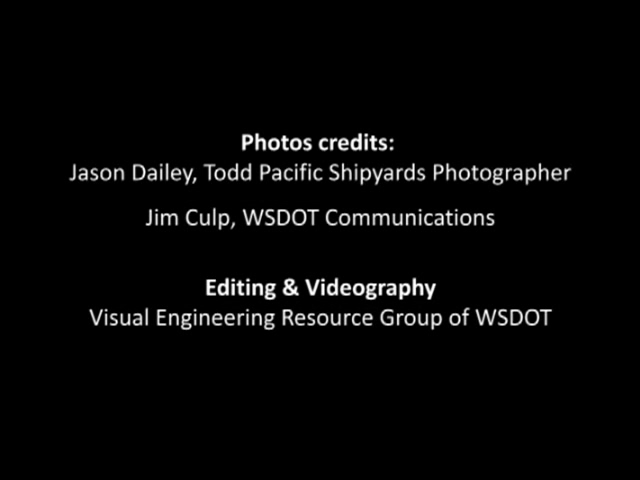 Photos credits:
Jason Dailey, Todd Pacific Shipyards Photographer
Jim Culp, WSDOT Communications
Editing & Videography
Visual Engineering Resource Group of WSDOT